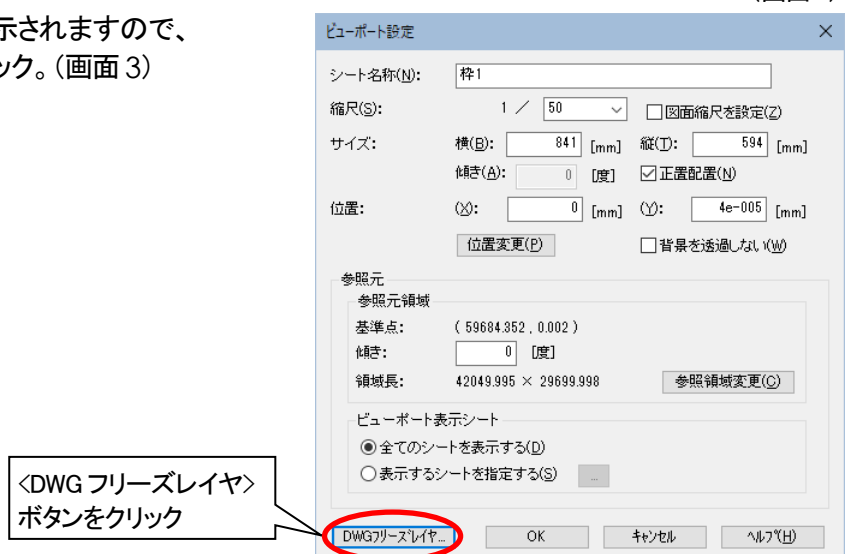 示されますので、
ック。（画面 3）
ビューポート設定
シート名称(N): 枠1
縮尺(S): 1 ／ 50 □図面縮尺を設定(Z)
サイズ: 横(B): 841 [mm] 縦(T): 594 [mm]
傾き(A): 0 [度] ☑正置配置(N)
位置: (X): 0 [mm] (Y): 4e-005 [mm]
位置変更(P) □背景を透過しない(W)
参照元
参照元領域
基準点: ( 59684.352 , 0.002 )
傾き: 0 [度]
領域長: 42049.995 × 29699.998 参照領域変更(C)
ビューポート表示シート
◉全てのシートを表示する(D)
○表示するシートを指定する(S) ...
<DWG フリーズレイヤ>
ボタンをクリック
DWGフリーズレイヤ... OK キャンセル ヘルプ(H)